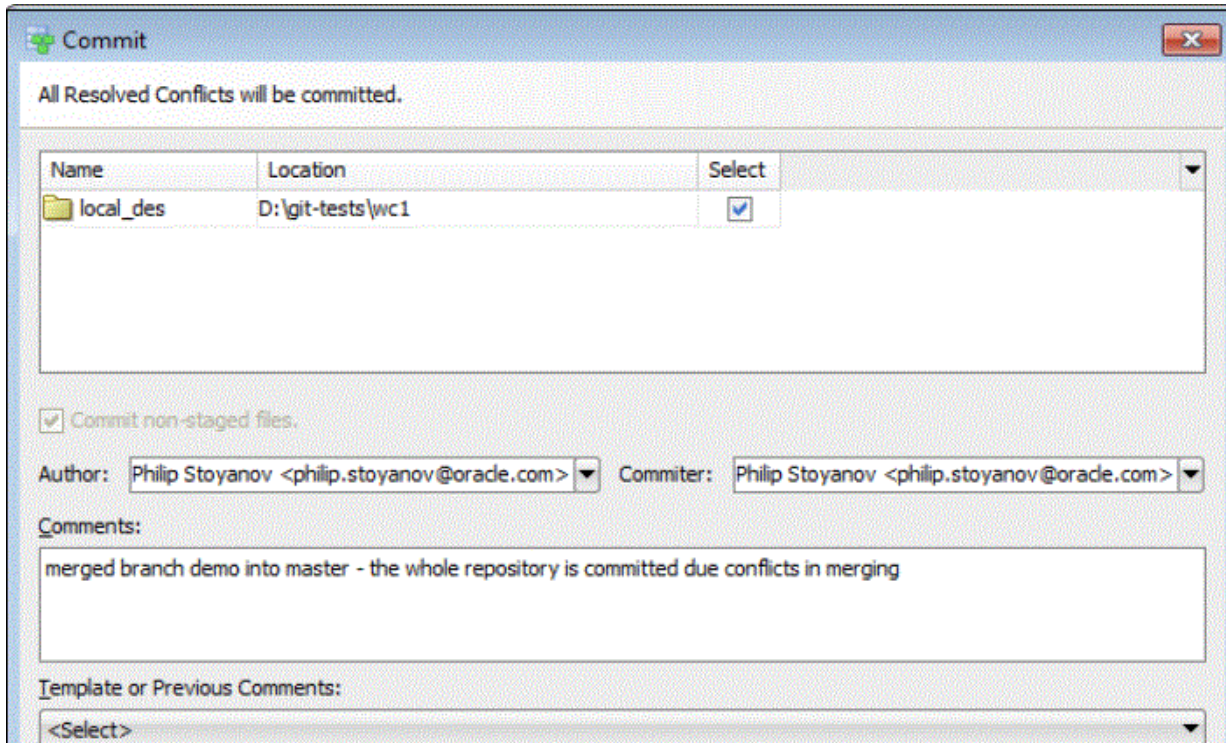 Commit
All Resolved Conflicts will be committed.
Name Location Select
local_des D:\git-tests\wc1
Commit non-staged files.
Author: Philip Stoyanov <philip.stoyanov@oracle.com> Commiter: Philip Stoyanov <philip.stoyanov@oracle.com>
Comments:
merged branch demo into master - the whole repository is committed due conflicts in merging
Template or Previous Comments:
<Select>